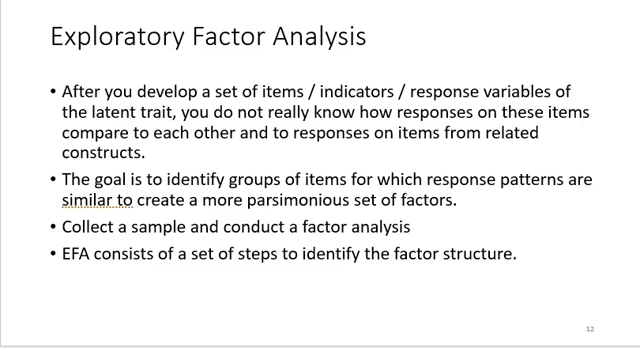 Exploratory Factor Analysis
• After you develop a set of items / indicators / response variables of
the latent trait, you do not really know how responses on these items
compare to each other and to responses on items from related
constructs.
• The goal is to identify groups of items for which response patterns are
similar to create a more parsimonious set of factors.
• Collect a sample and conduct a factor analysis
• EFA consists of a set of steps to identify the factor structure.
12